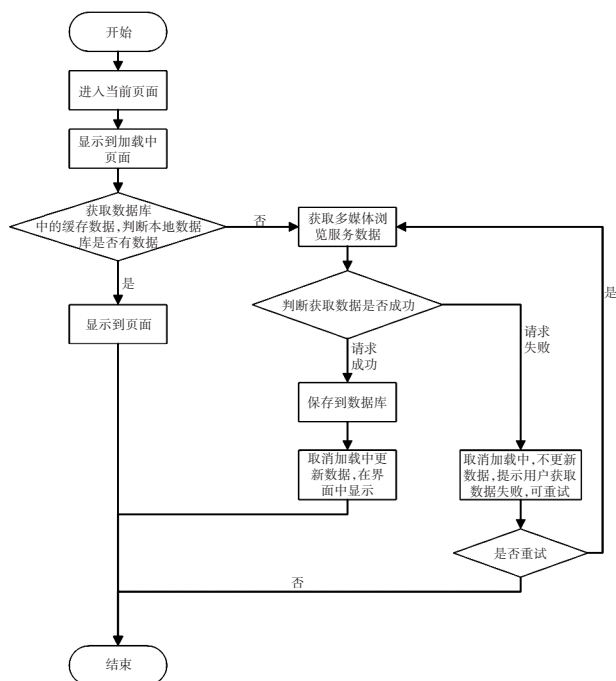 开始
进入当前页面
显示到加载中
页面
获取数据库
中的缓存数据,判断本地数据
库是否有数据
否
获取多媒体浏
览服务数据
是
是
显示到页面
判断获取数据是否成功
请求
失败
请求
成功
保存到数据库
取消加载中更
新数据,在界
面中显示
取消加载中,不更新
数据,提示用户获取
数据失败,可重试
是否重试
否
结束